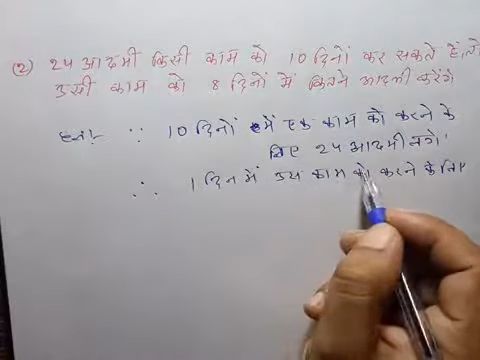 (2) 24 आदमी किसी काम को 10 दिनों कर सकते हैं, तो
उसी काम को 8 दिनों में कितने आदमी करेंगे
हल:- ∵ 10 दिनों में एक काम को करने के
लिए 24 आदमी लगे।
∴ 1 दिन में उस काम को करने के लिए